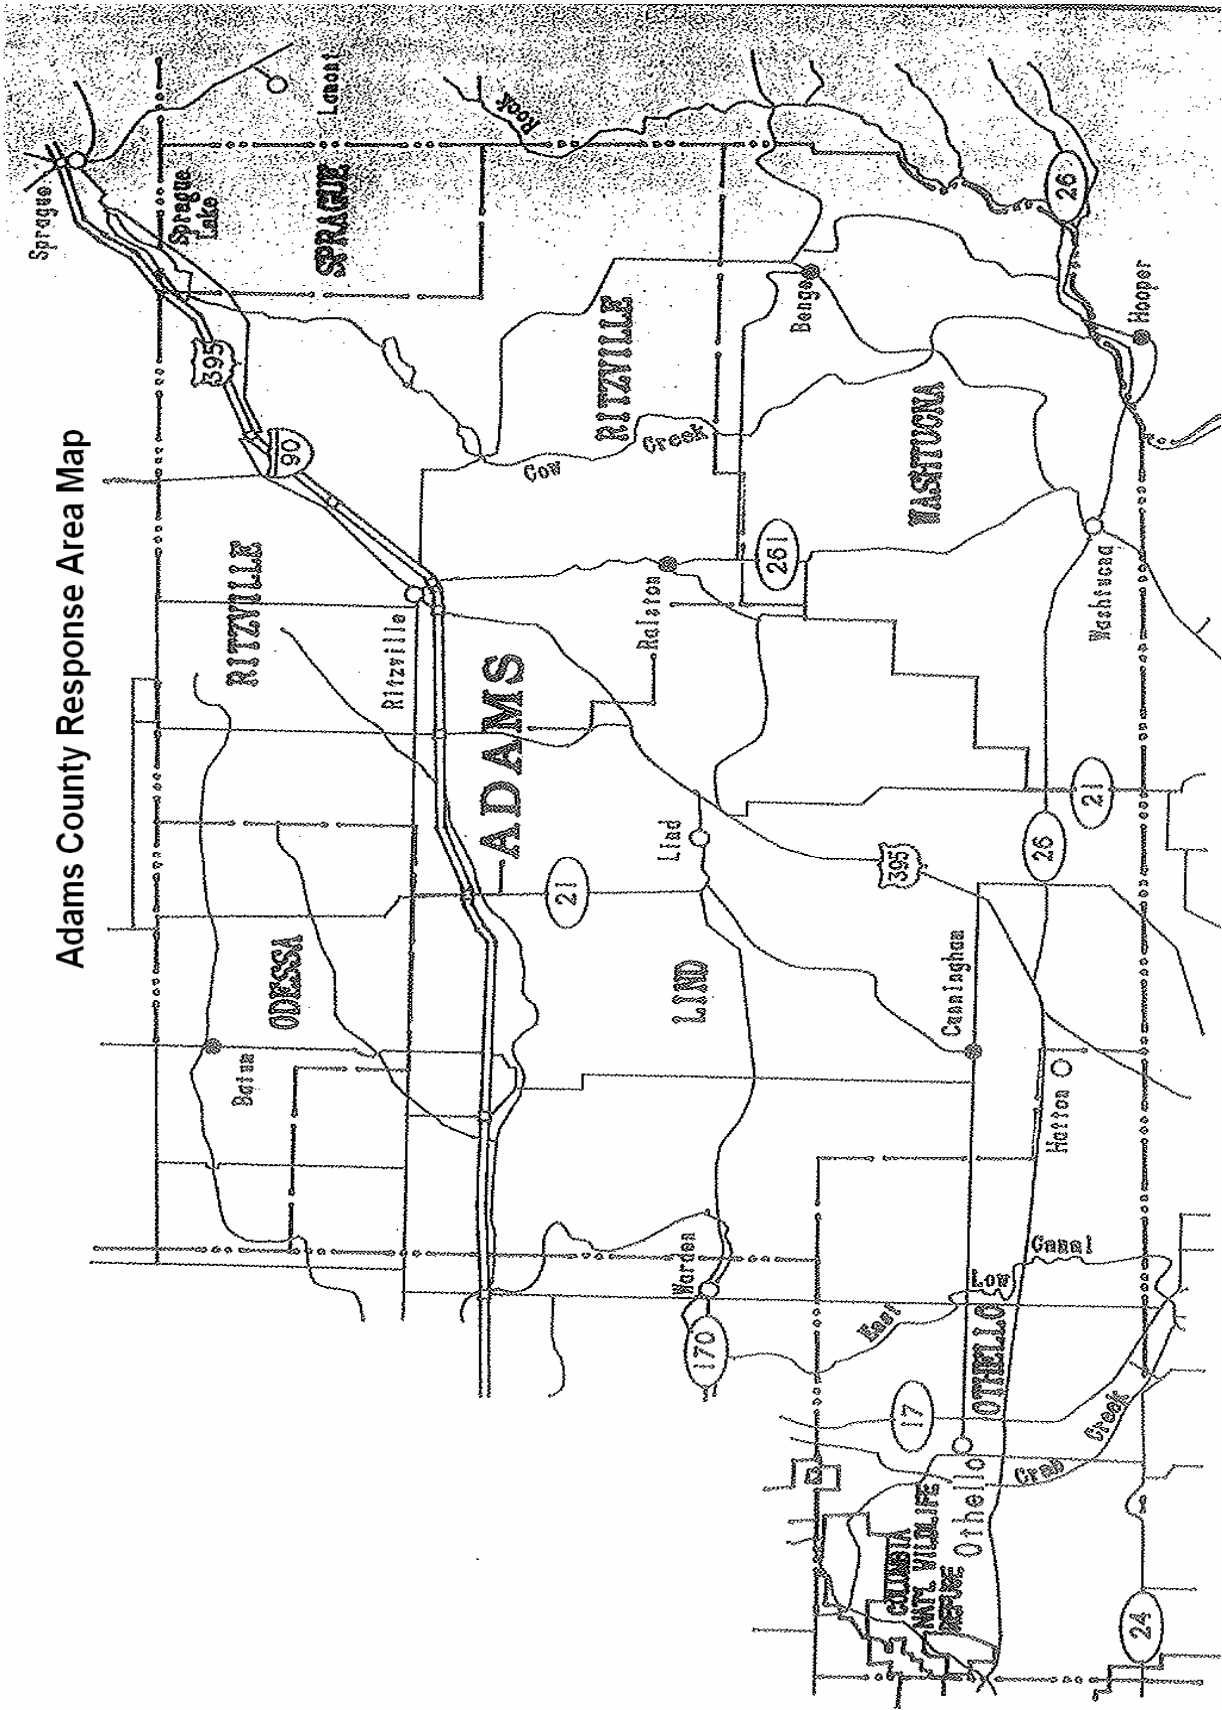 Adams County Response Area Map
Sprague
Sprague
Lake
Lamont
SPRAGUE
Rock
395
90
RITZVILLE
Ritzville
RITZVILLE
Cow
Creek
Benge
26
Hooper
WASHTUCNA
Washtucna
261
Ralston
ADAMS
21
Lind
395
26
21
ODESSA
Batum
LIND
Cunningham
Hatton
Warden
170
East
Low
Canal
OTHELLO
17
Othello
Crab
Creek
COLUMBIA
NAT'L WILDLIFE
REFUGE
24